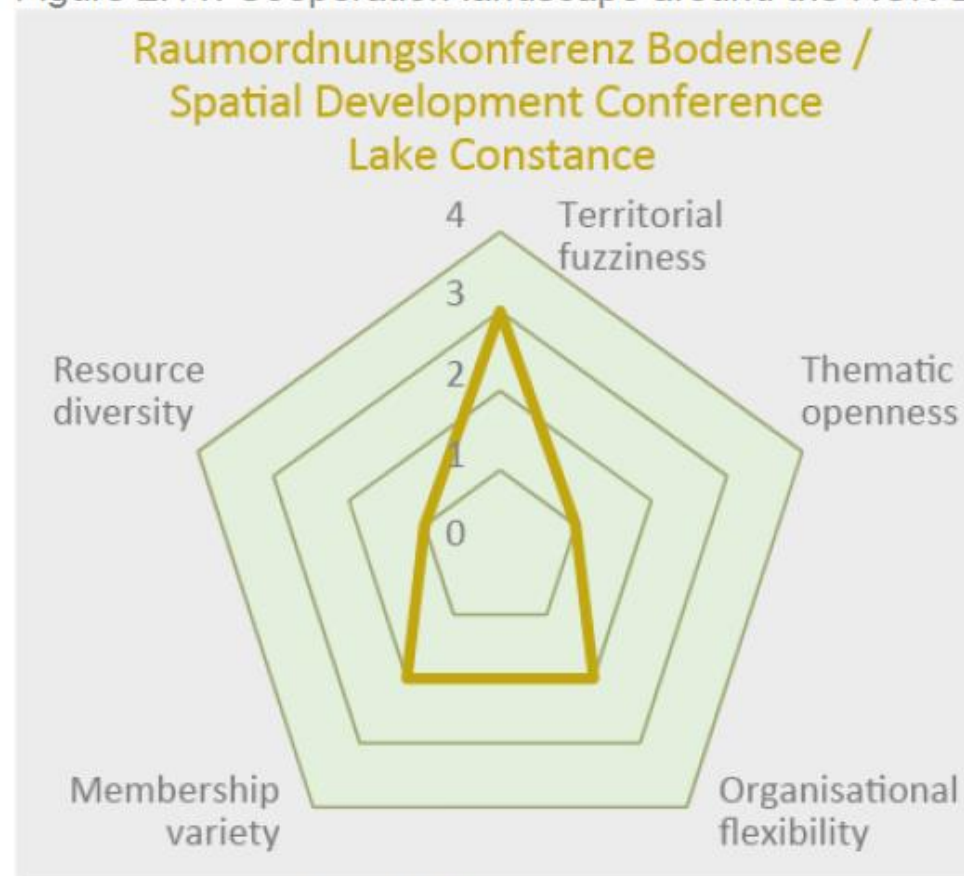 Raumordnungskonferenz Bodensee /
Spatial Development Conference
Lake Constance
4
Territorial
fuzziness
3
Resource
diversity
2
Thematic
openness
1
0
Membership
variety
Organisational
flexibility